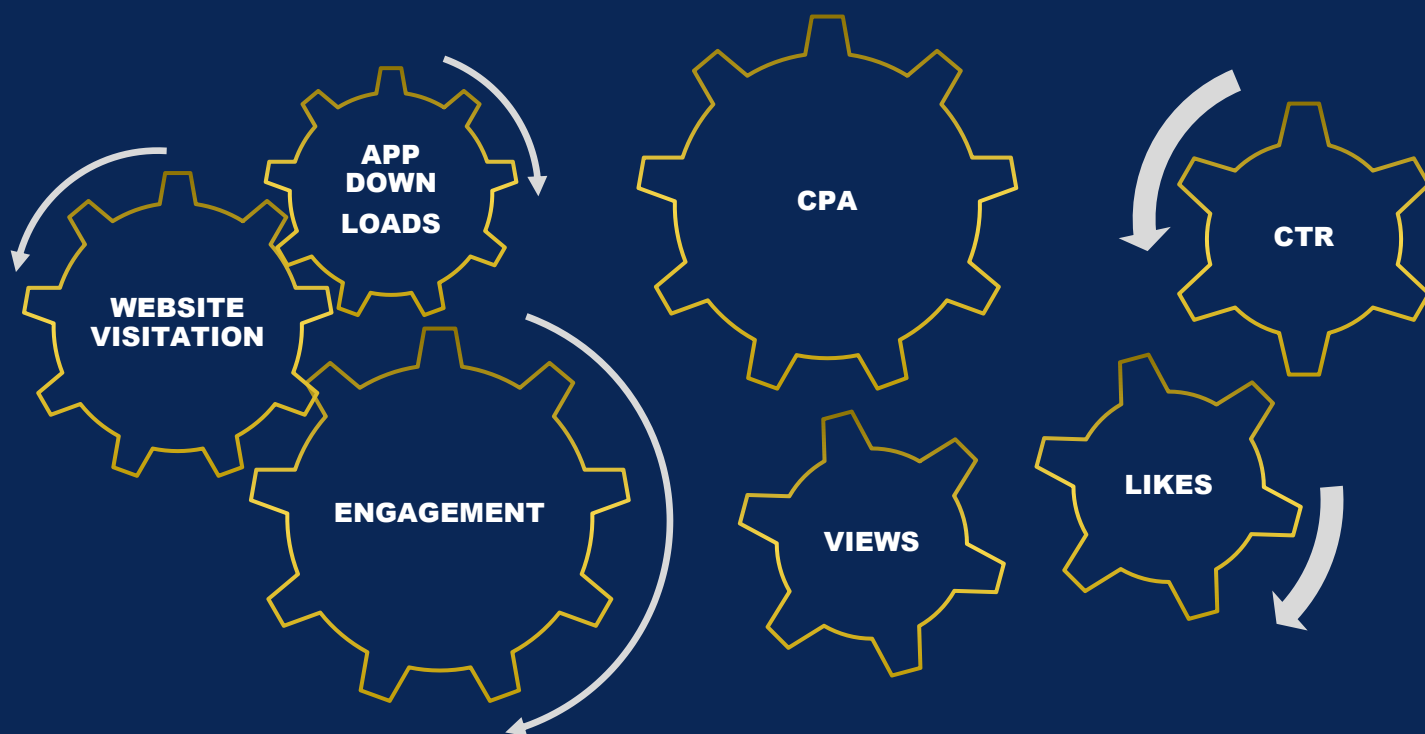 APP
DOWN
LOADS
WEBSITE
VISITATION
ENGAGEMENT
CPA
CTR
VIEWS
LIKES